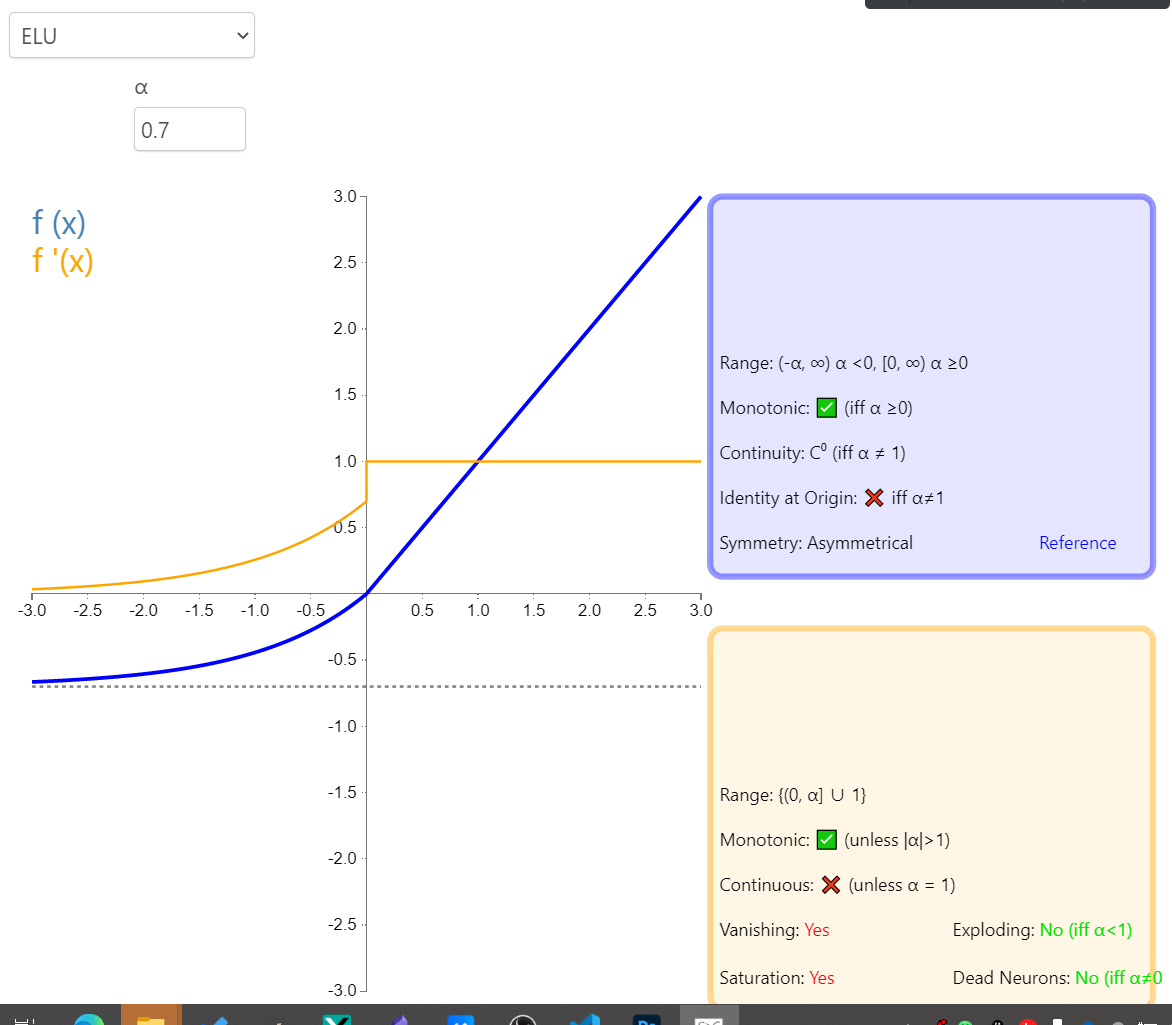 ELU
α
0.7
f (x)
f '(x)
3.0
2.5
2.0
1.5
1.0
0.5
-3.0 -2.5 -2.0 -1.5 -1.0 -0.5 0.5 1.0 1.5 2.0 2.5 3.0
-0.5
-1.0
-1.5
-2.0
-2.5
-3.0
Range: (-α, ∞) α <0, [0, ∞) α ≥0
Monotonic: ✅ (iff α ≥0)
Continuity: C⁰ (iff α ≠ 1)
Identity at Origin: ❌ iff α≠1
Symmetry: Asymmetrical Reference
Range: {(0, α] ∪ 1}
Monotonic: ✅ (unless |α|>1)
Continuous: ❌ (unless α = 1)
Vanishing: Yes Exploding: No (iff α<1)
Saturation: Yes Dead Neurons: No (iff α≠0